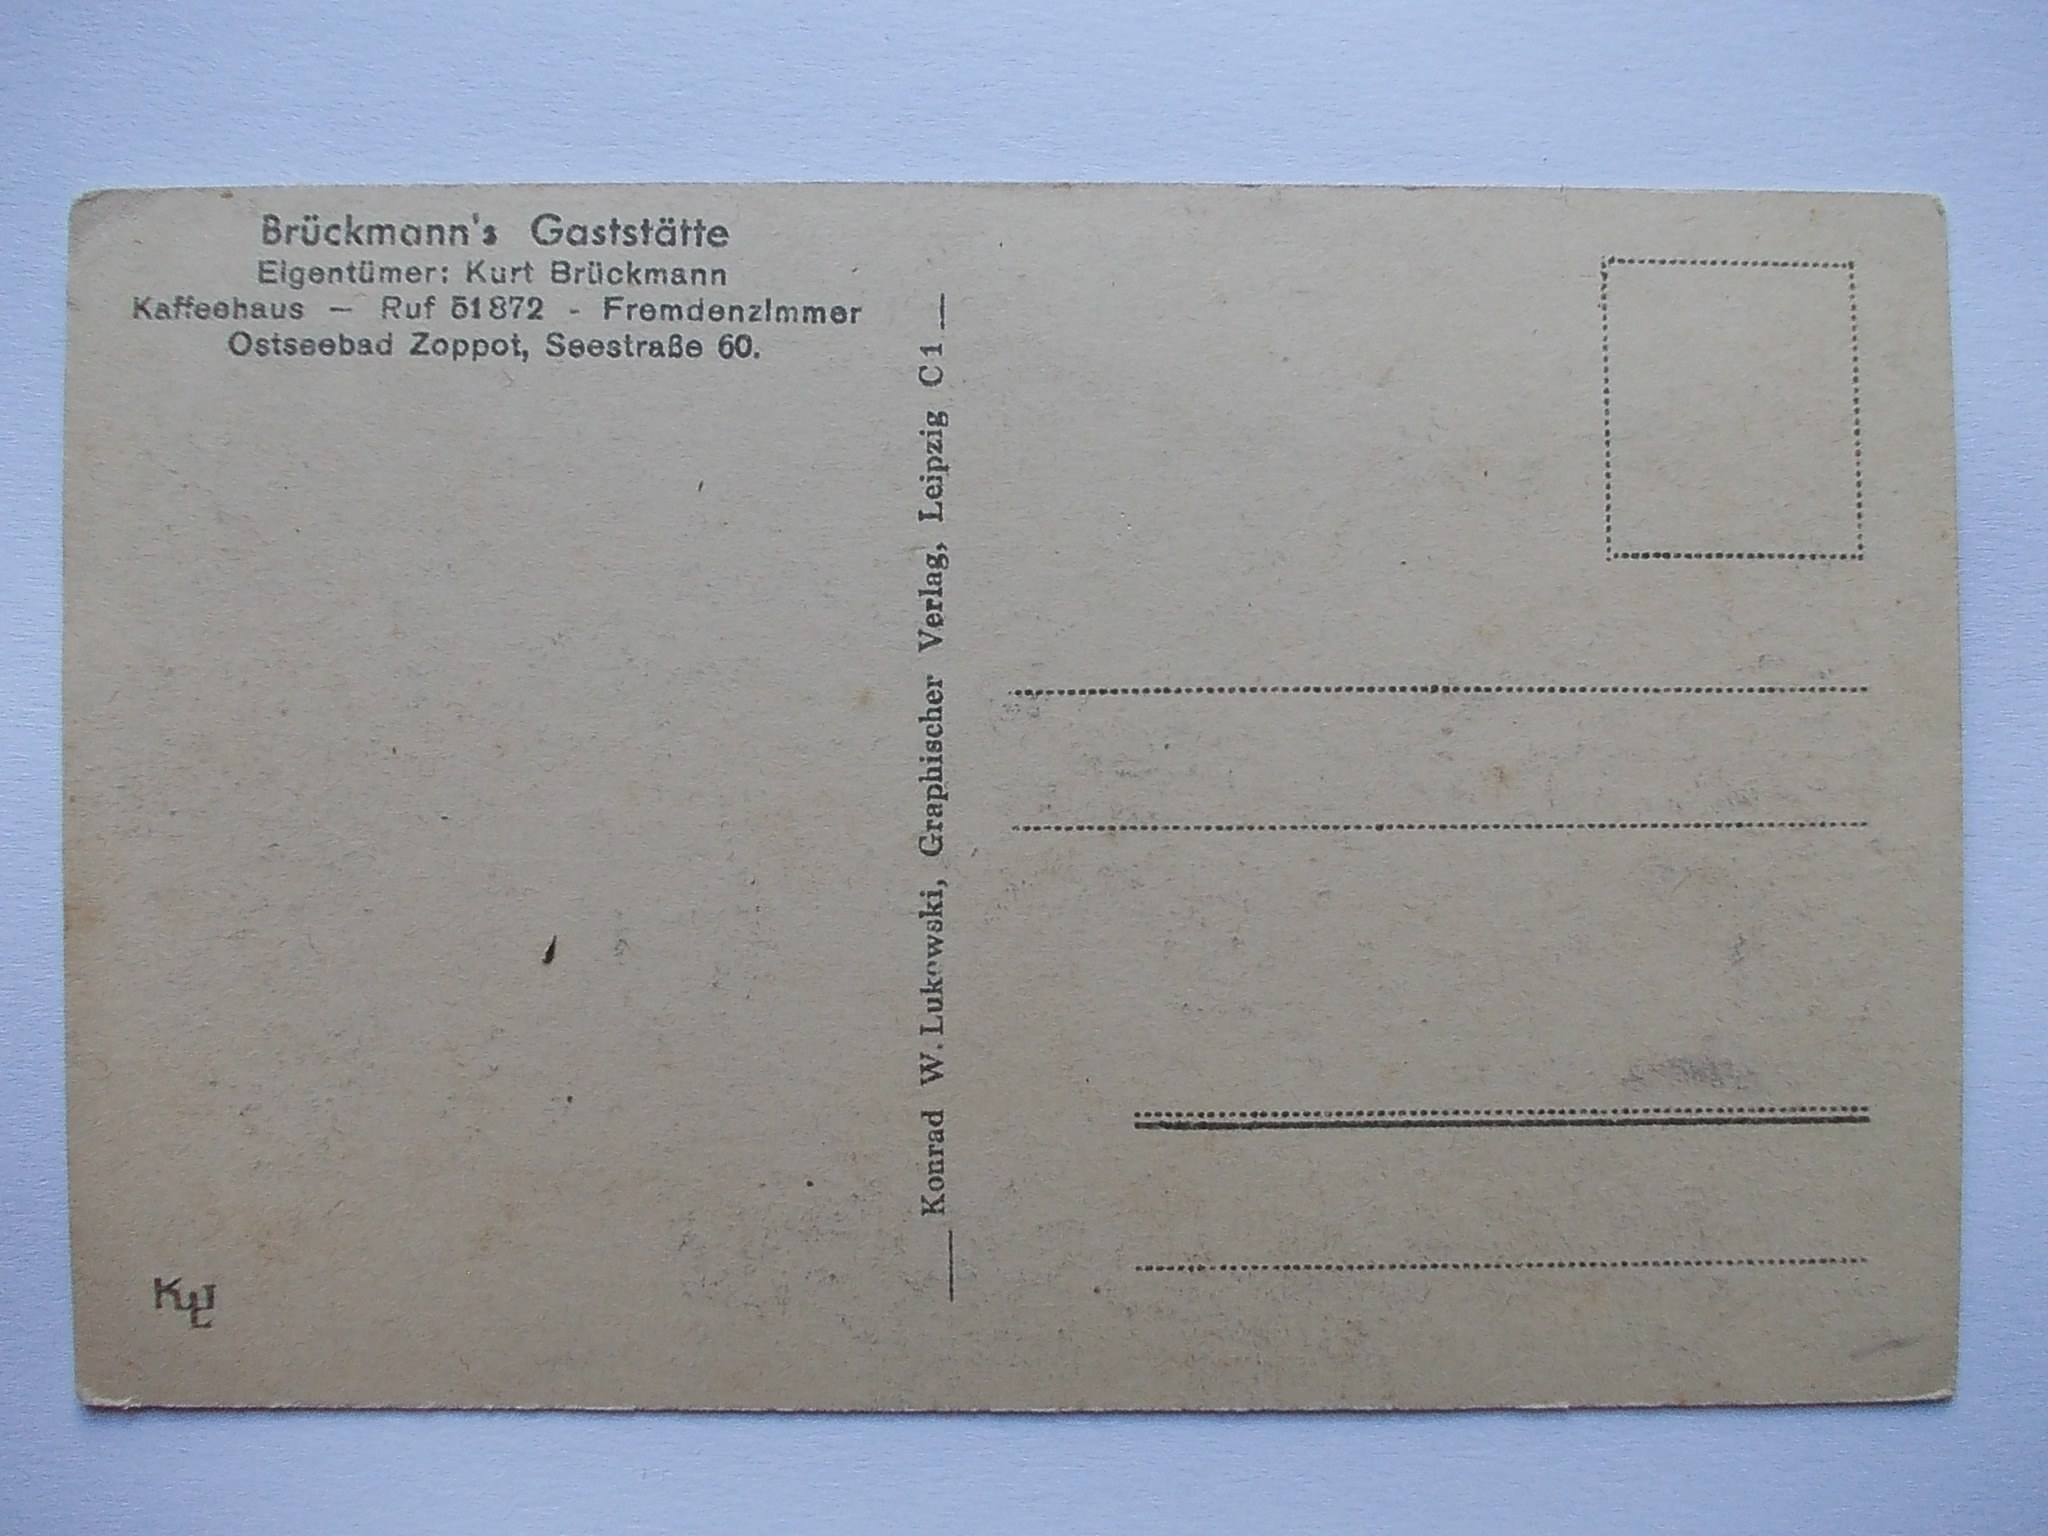 Brückmann's Gaststätte
Eigentümer: Kurt Brückmann
Kaffeehaus — Ruf 51872 - Fremdenzimmer
Ostseebad Zoppot, Seestraße 60.
Konrad W. Lukowski, Graphischer Verlag, Leipzig C 1
KWL